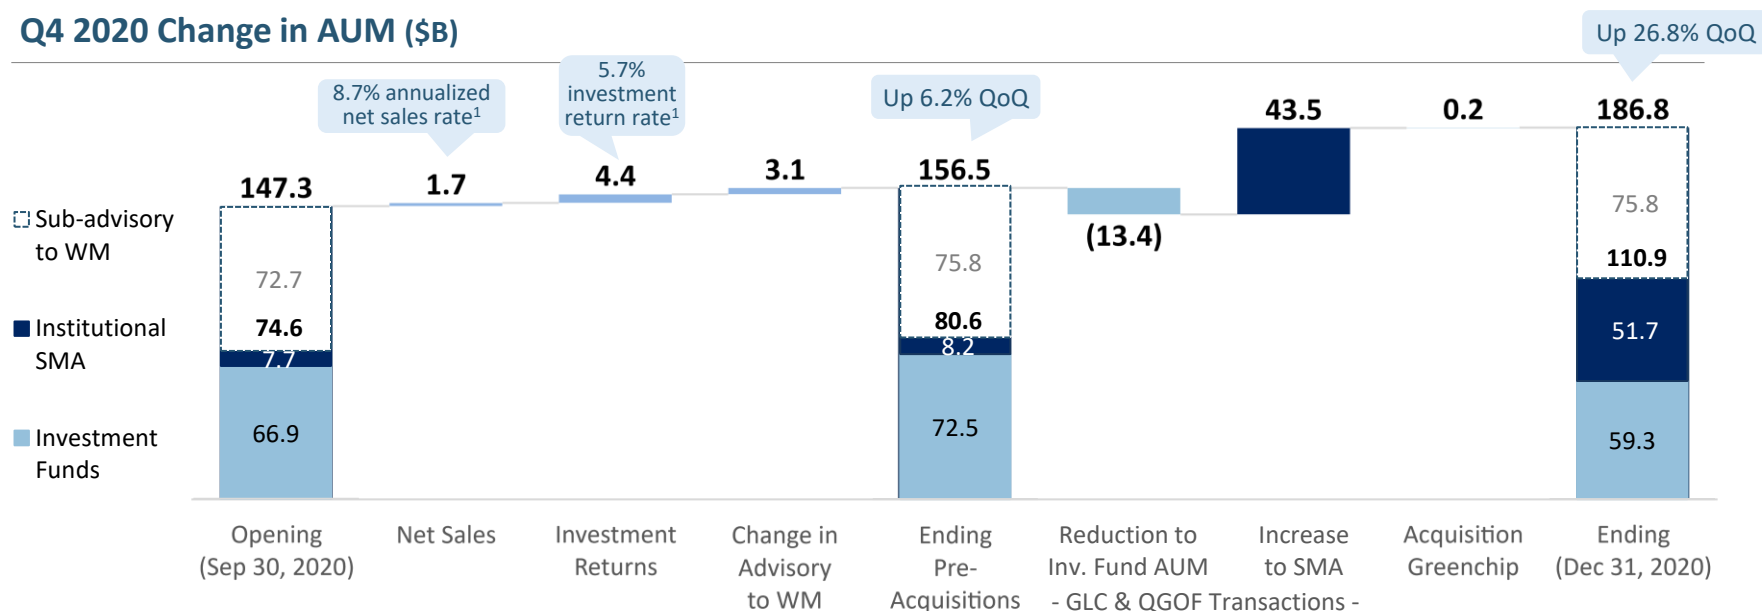 Q4 2020 Change in AUM ($B)
Up 26.8% QoQ
8.7% annualized
net sales rate1
5.7%
investment
return rate1
Up 6.2% QoQ
147.3
1.7
4.4
3.1
156.5
(13.4)
43.5
0.2
186.8
Sub-advisory
to WM
Institutional
SMA
Investment
Funds
72.7
74.6
7.7
66.9
75.8
80.6
8.2
72.5
75.8
110.9
51.7
59.3
Opening
(Sep 30, 2020)
Net Sales
Investment
Returns
Change in
Advisory
to WM
Ending
Pre-
Acquisitions
Reduction to
Inv. Fund AUM
Increase
to SMA
- GLC & QGOF Transactions -
Acquisition
Greenchip
Ending
(Dec 31, 2020)